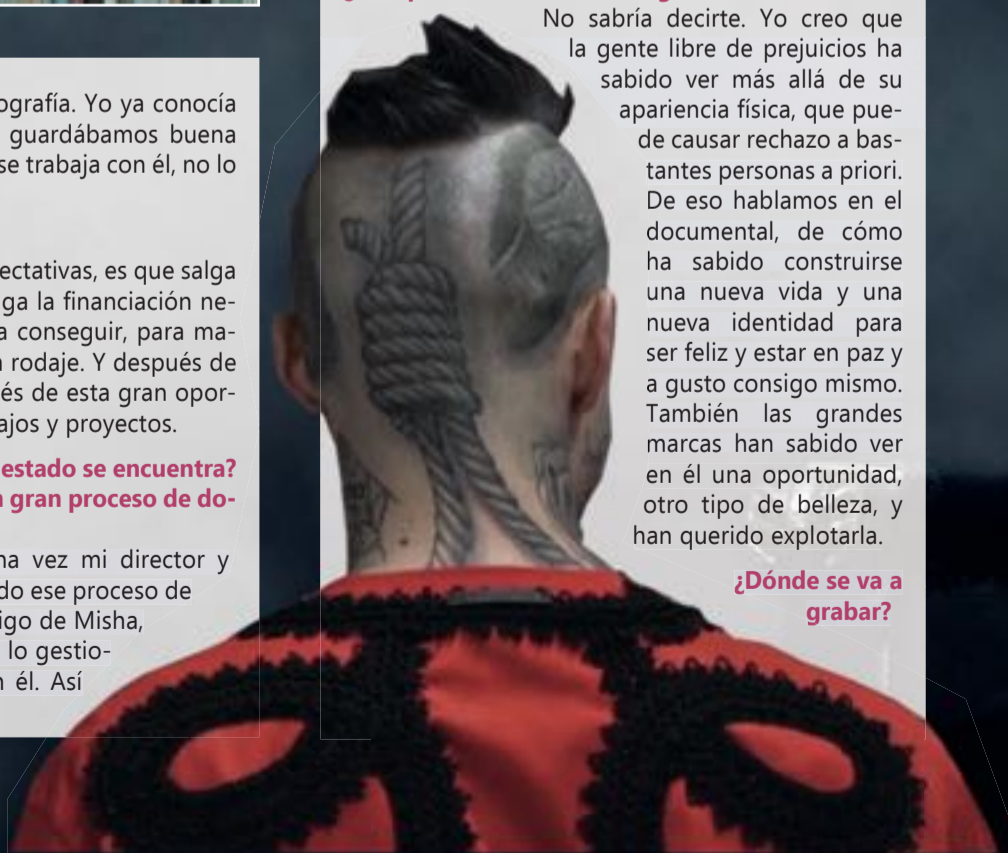 ografía. Yo ya conocía
guardábamos buena
se trabaja con él, no lo
ectativas, es que salga
ga la financiación ne-
a conseguir, para ma-
rodaje. Y después de
és de esta gran opor-
ajos y proyectos.
estado se encuentra?
gran proceso de do-
na vez mi director y
do ese proceso de
igo de Misha,
lo gestio-
él. Así
No sabría decirte. Yo creo que
la gente libre de prejuicios ha
sabido ver más allá de su
apariencia física, que pue-
de causar rechazo a bas-
tantes personas a priori.
De eso hablamos en el
documental, de cómo
ha sabido construirse
una nueva vida y una
nueva identidad para
ser feliz y estar en paz y
a gusto consigo mismo.
También las grandes
marcas han sabido ver
en él una oportunidad,
otro tipo de belleza, y
han querido explotarla.
¿Dónde se va a
grabar?